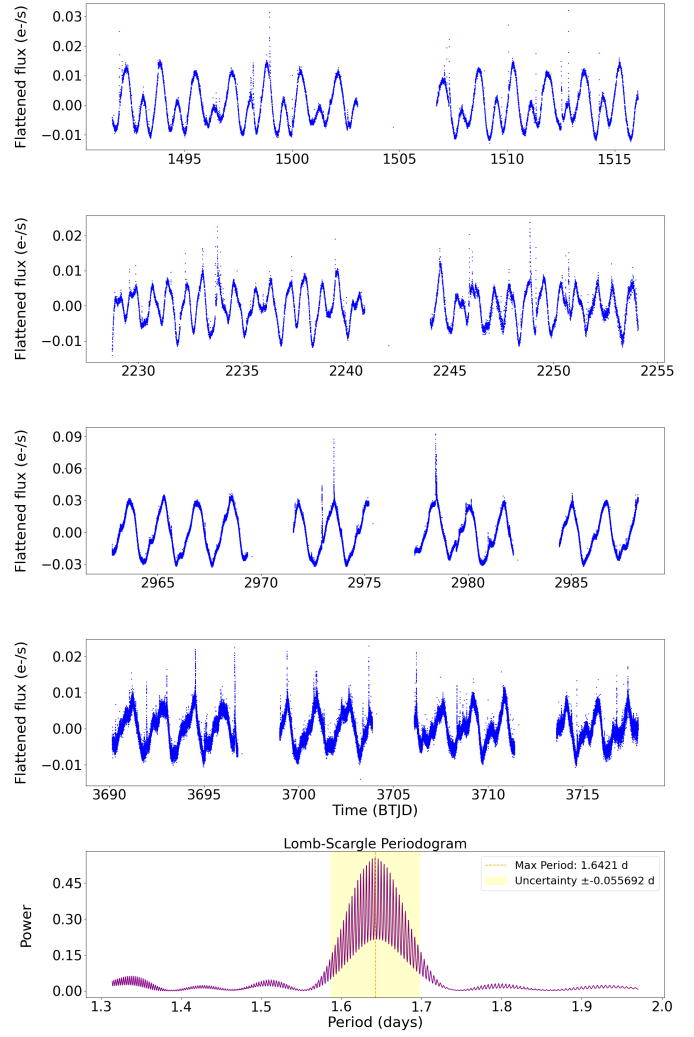 Flattened flux (e-/s)
0.03
0.02
0.01
0.00
−0.01
1495 1500 1505 1510 1515
Flattened flux (e-/s)
0.02
0.01
0.00
−0.01
2230 2235 2240 2245 2250 2255
Flattened flux (e-/s)
0.09
0.06
0.03
0.00
−0.03
2965 2970 2975 2980 2985
Flattened flux (e-/s)
0.02
0.01
0.00
−0.01
3690 3695 3700 3705 3710 3715
Time (BTJD)
Lomb-Scargle Periodogram
Max Period: 1.6421 d
Uncertainty ±-0.055692 d
Power
0.45
0.30
0.15
0.00
1.3 1.4 1.5 1.6 1.7 1.8 1.9 2.0
Period (days)